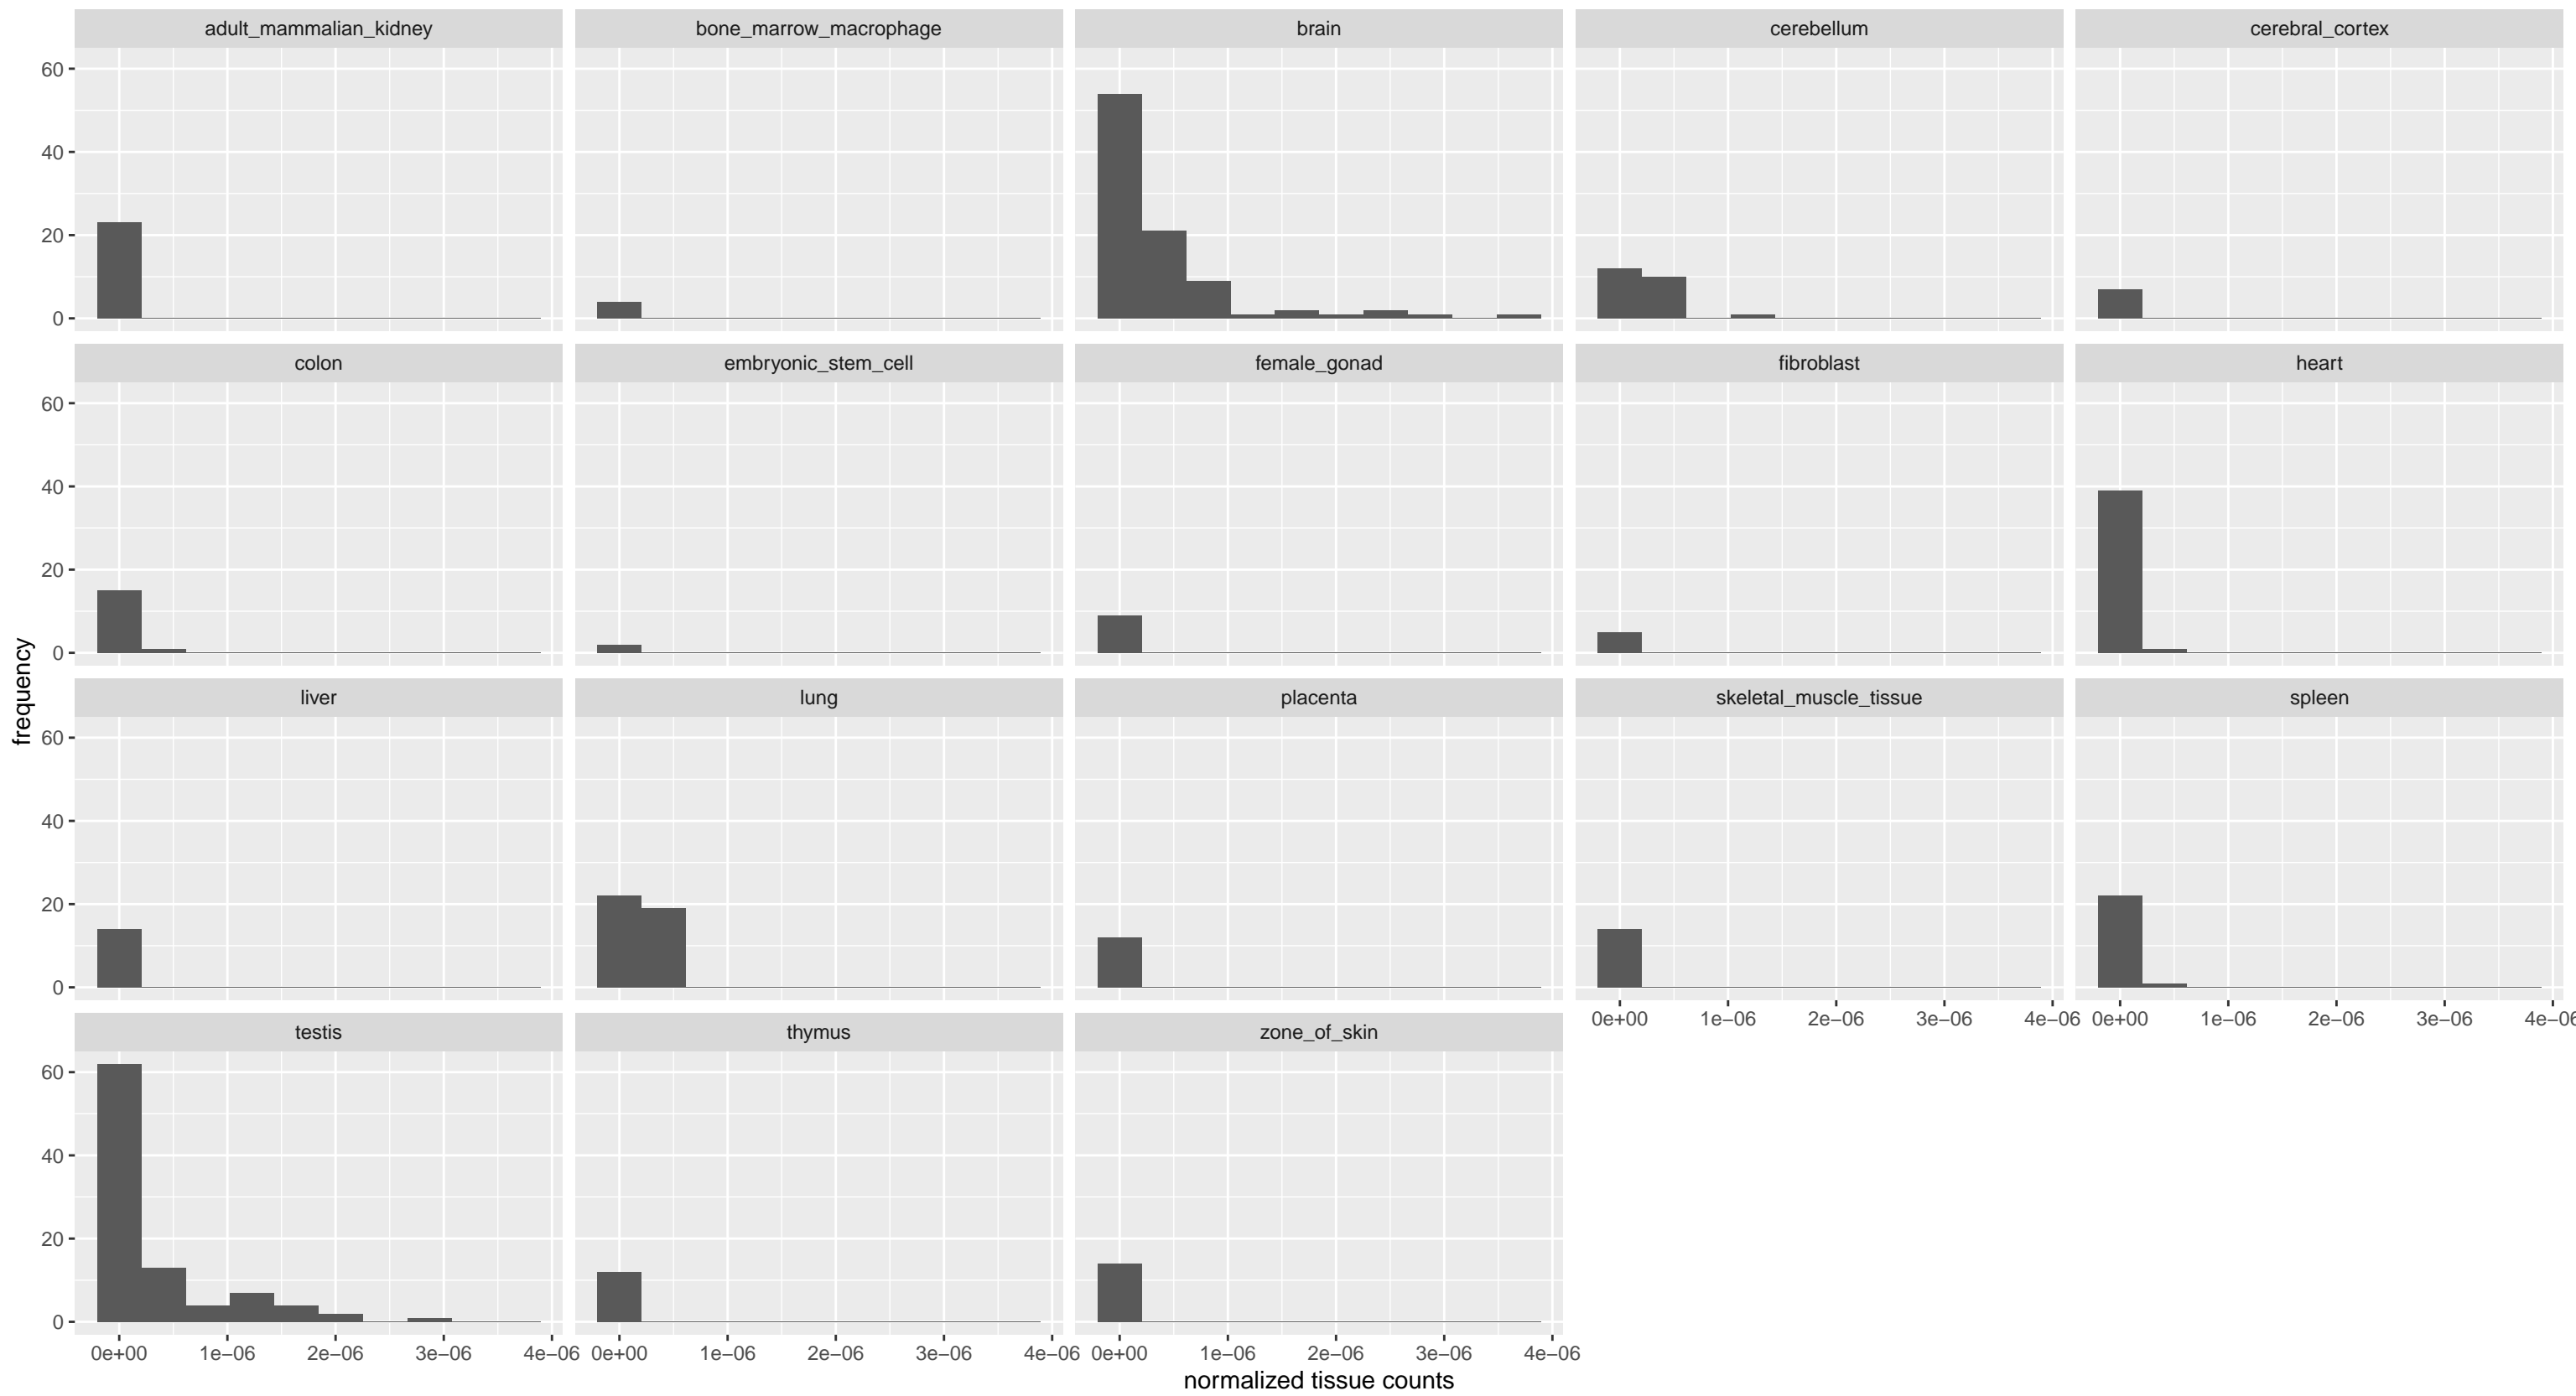 adult_mammalian_kidney bone_marrow_macrophage brain cerebellum cerebral_cortex
60
40
20
0
colon embryonic_stem_cell female_gonad fibroblast heart
60
40
20
0
liver lung placenta skeletal_muscle_tissue spleen
60
40
20
0
0e+00 1e−06 2e−06 3e−06 4e−06 0e+00 1e−06 2e−06 3e−06 4e−06
testis thymus zone_of_skin
60
40
20
0
0e+00 1e−06 2e−06 3e−06 4e−06 0e+00 1e−06 2e−06 3e−06 4e−06 0e+00 1e−06 2e−06 3e−06 4e−06
normalized tissue counts
frequency